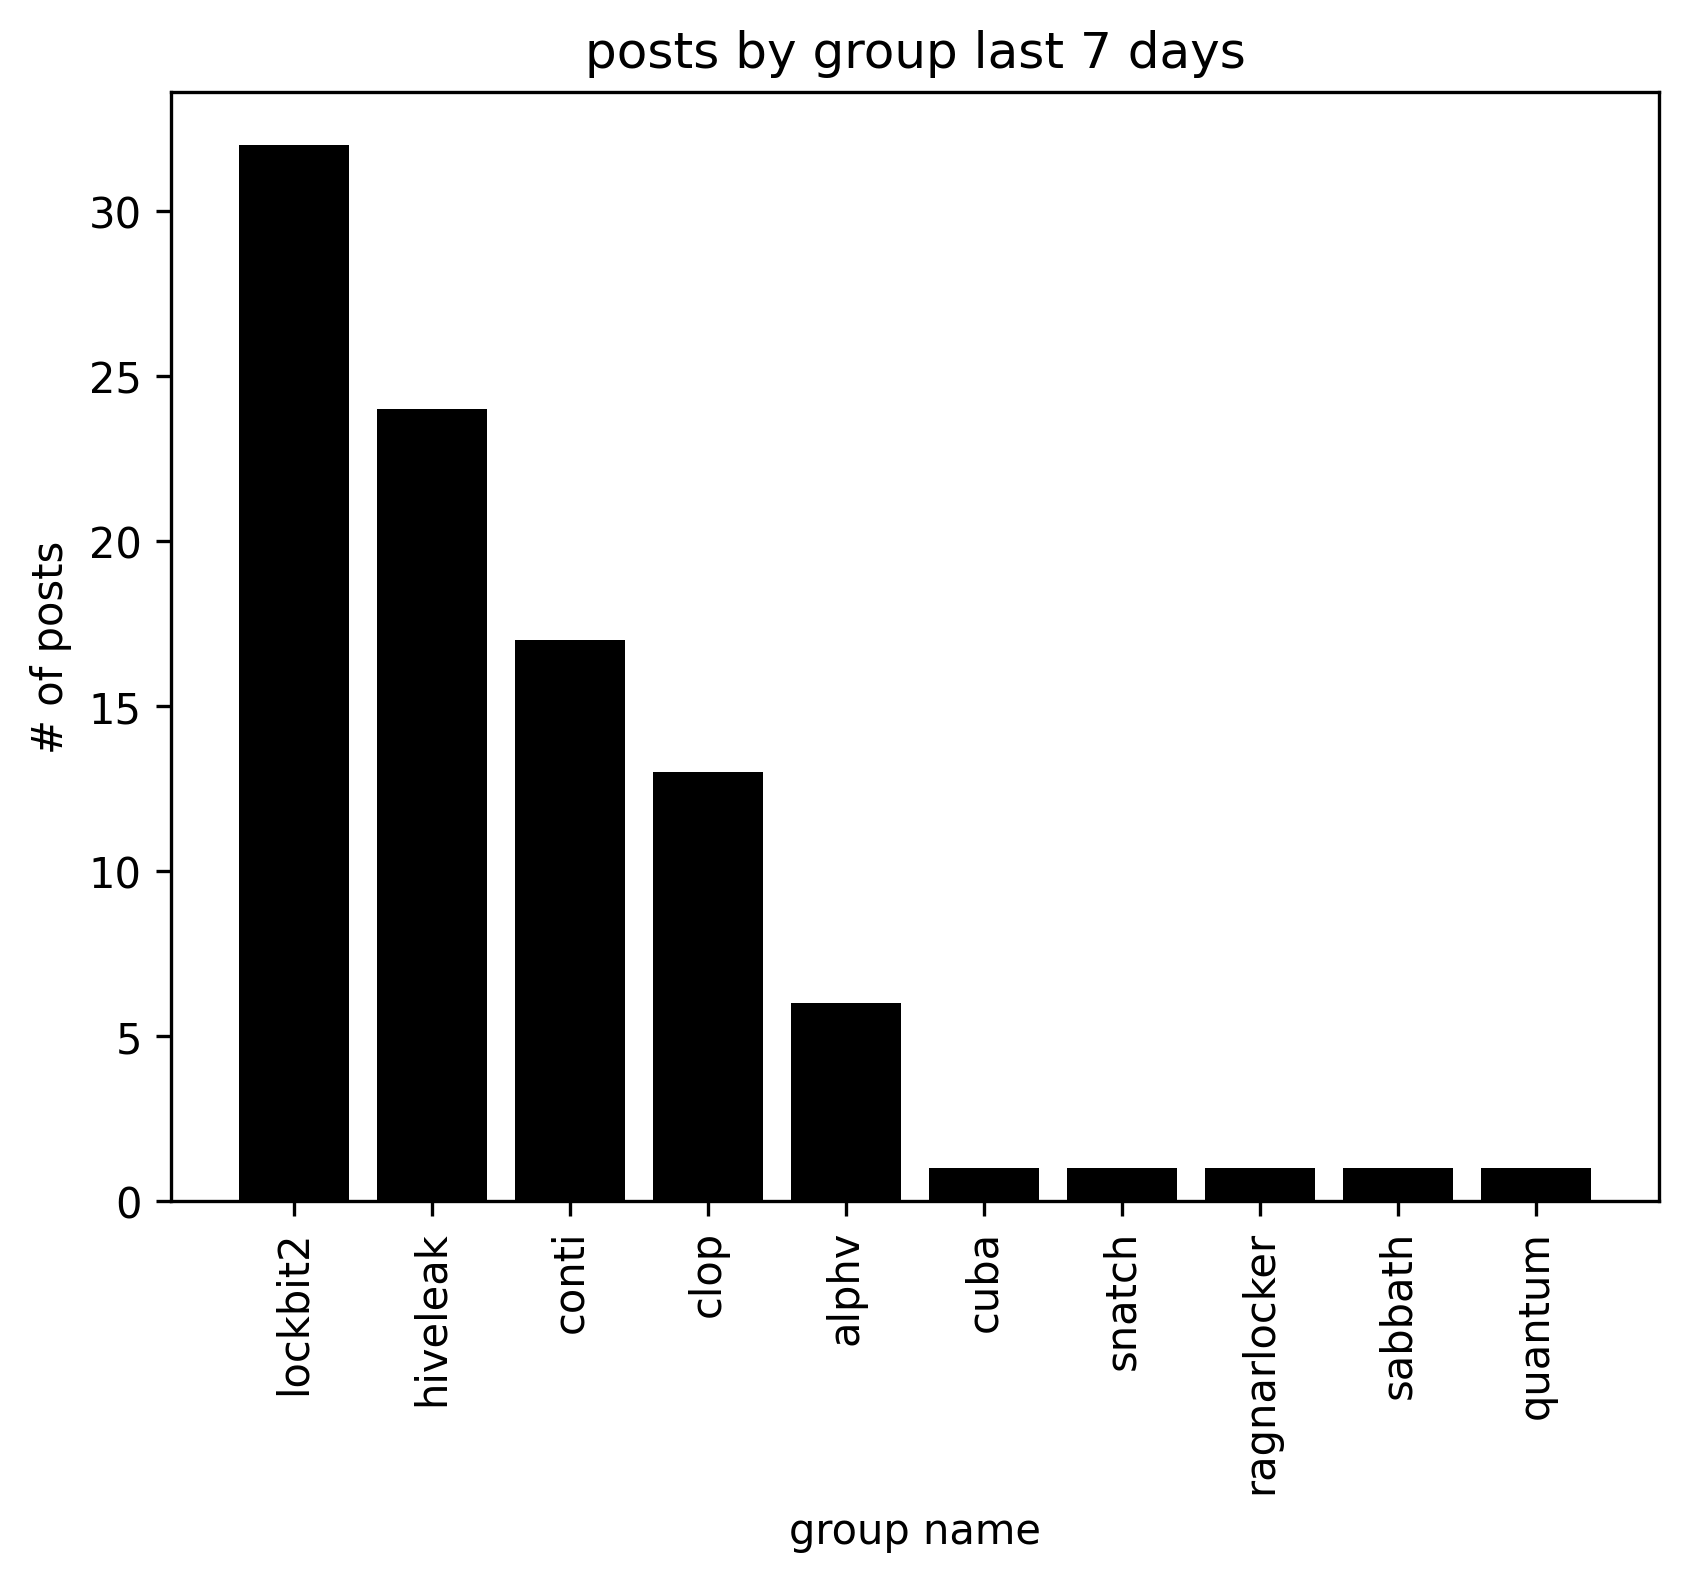 posts by group last 7 days
# of posts
30
25
20
15
10
5
0
lockbit2
hiveleak
conti
clop
alphv
cuba
snatch
ragnarlocker
sabbath
quantum
group name